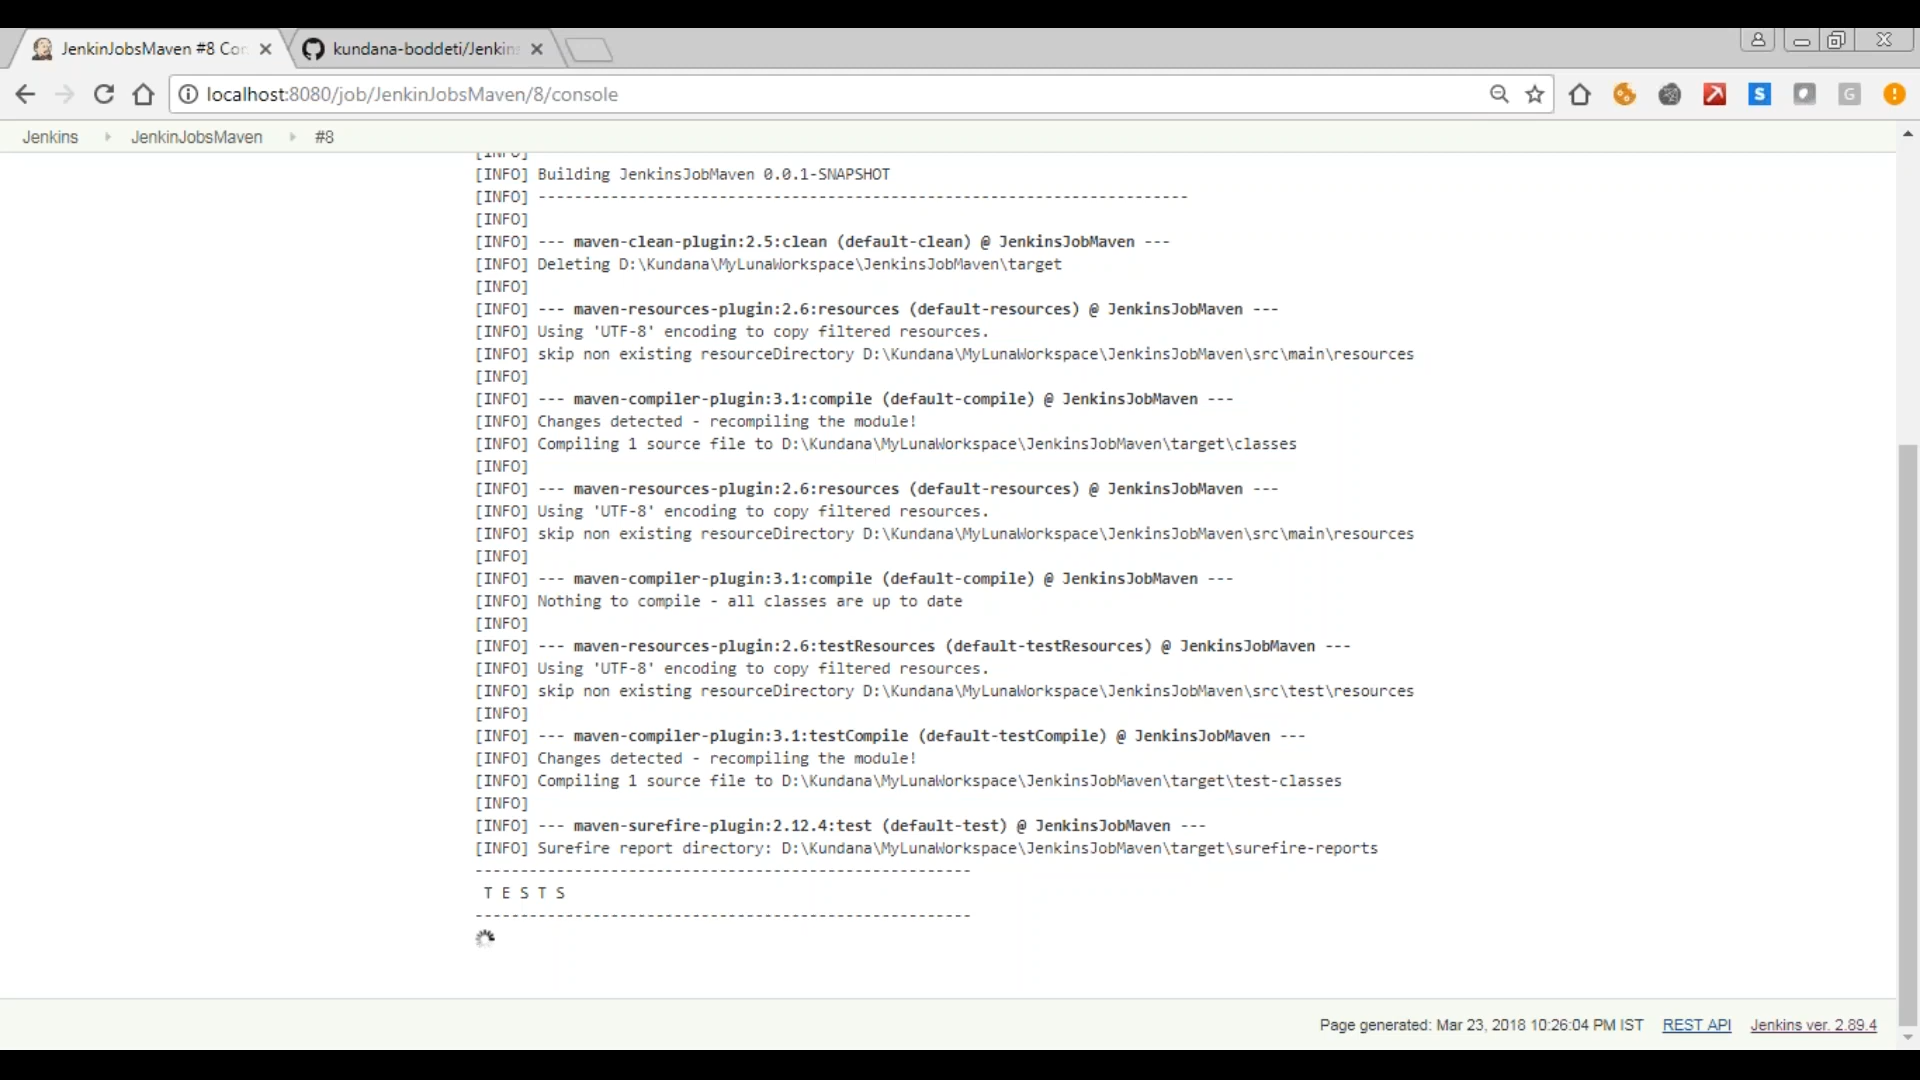 JenkinJobsMaven #8 Con
kundana-boddeti/Jenkin
localhost:8080/job/JenkinJobsMaven/8/console
S
G
Jenkins
JenkinJobsMaven
#8
[INFO]
[INFO] Building JenkinsJobMaven 0.0.1-SNAPSHOT
[INFO] ------------------------------------------------------------------------
[INFO]
[INFO] --- maven-clean-plugin:2.5:clean (default-clean) @ JenkinsJobMaven ---
[INFO] Deleting D:\Kundana\MyLunaWorkspace\JenkinsJobMaven\target
[INFO]
[INFO] --- maven-resources-plugin:2.6:resources (default-resources) @ JenkinsJobMaven ---
[INFO] Using 'UTF-8' encoding to copy filtered resources.
[INFO] skip non existing resourceDirectory D:\Kundana\MyLunaWorkspace\JenkinsJobMaven\src\main\resources
[INFO]
[INFO] --- maven-compiler-plugin:3.1:compile (default-compile) @ JenkinsJobMaven ---
[INFO] Changes detected - recompiling the module!
[INFO] Compiling 1 source file to D:\Kundana\MyLunaWorkspace\JenkinsJobMaven\target\classes
[INFO]
[INFO] --- maven-resources-plugin:2.6:resources (default-resources) @ JenkinsJobMaven ---
[INFO] Using 'UTF-8' encoding to copy filtered resources.
[INFO] skip non existing resourceDirectory D:\Kundana\MyLunaWorkspace\JenkinsJobMaven\src\main\resources
[INFO]
[INFO] --- maven-compiler-plugin:3.1:compile (default-compile) @ JenkinsJobMaven ---
[INFO] Nothing to compile - all classes are up to date
[INFO]
[INFO] --- maven-resources-plugin:2.6:testResources (default-testResources) @ JenkinsJobMaven ---
[INFO] Using 'UTF-8' encoding to copy filtered resources.
[INFO] skip non existing resourceDirectory D:\Kundana\MyLunaWorkspace\JenkinsJobMaven\src\test\resources
[INFO]
[INFO] --- maven-compiler-plugin:3.1:testCompile (default-testCompile) @ JenkinsJobMaven ---
[INFO] Changes detected - recompiling the module!
[INFO] Compiling 1 source file to D:\Kundana\MyLunaWorkspace\JenkinsJobMaven\target\test-classes
[INFO]
[INFO] --- maven-surefire-plugin:2.12.4:test (default-test) @ JenkinsJobMaven ---
[INFO] Surefire report directory: D:\Kundana\MyLunaWorkspace\JenkinsJobMaven\target\surefire-reports
-------------------------------------------------------
T E S T S
-------------------------------------------------------
Page generated: Mar 23, 2018 10:26:04 PM IST REST API Jenkins ver. 2.89.4